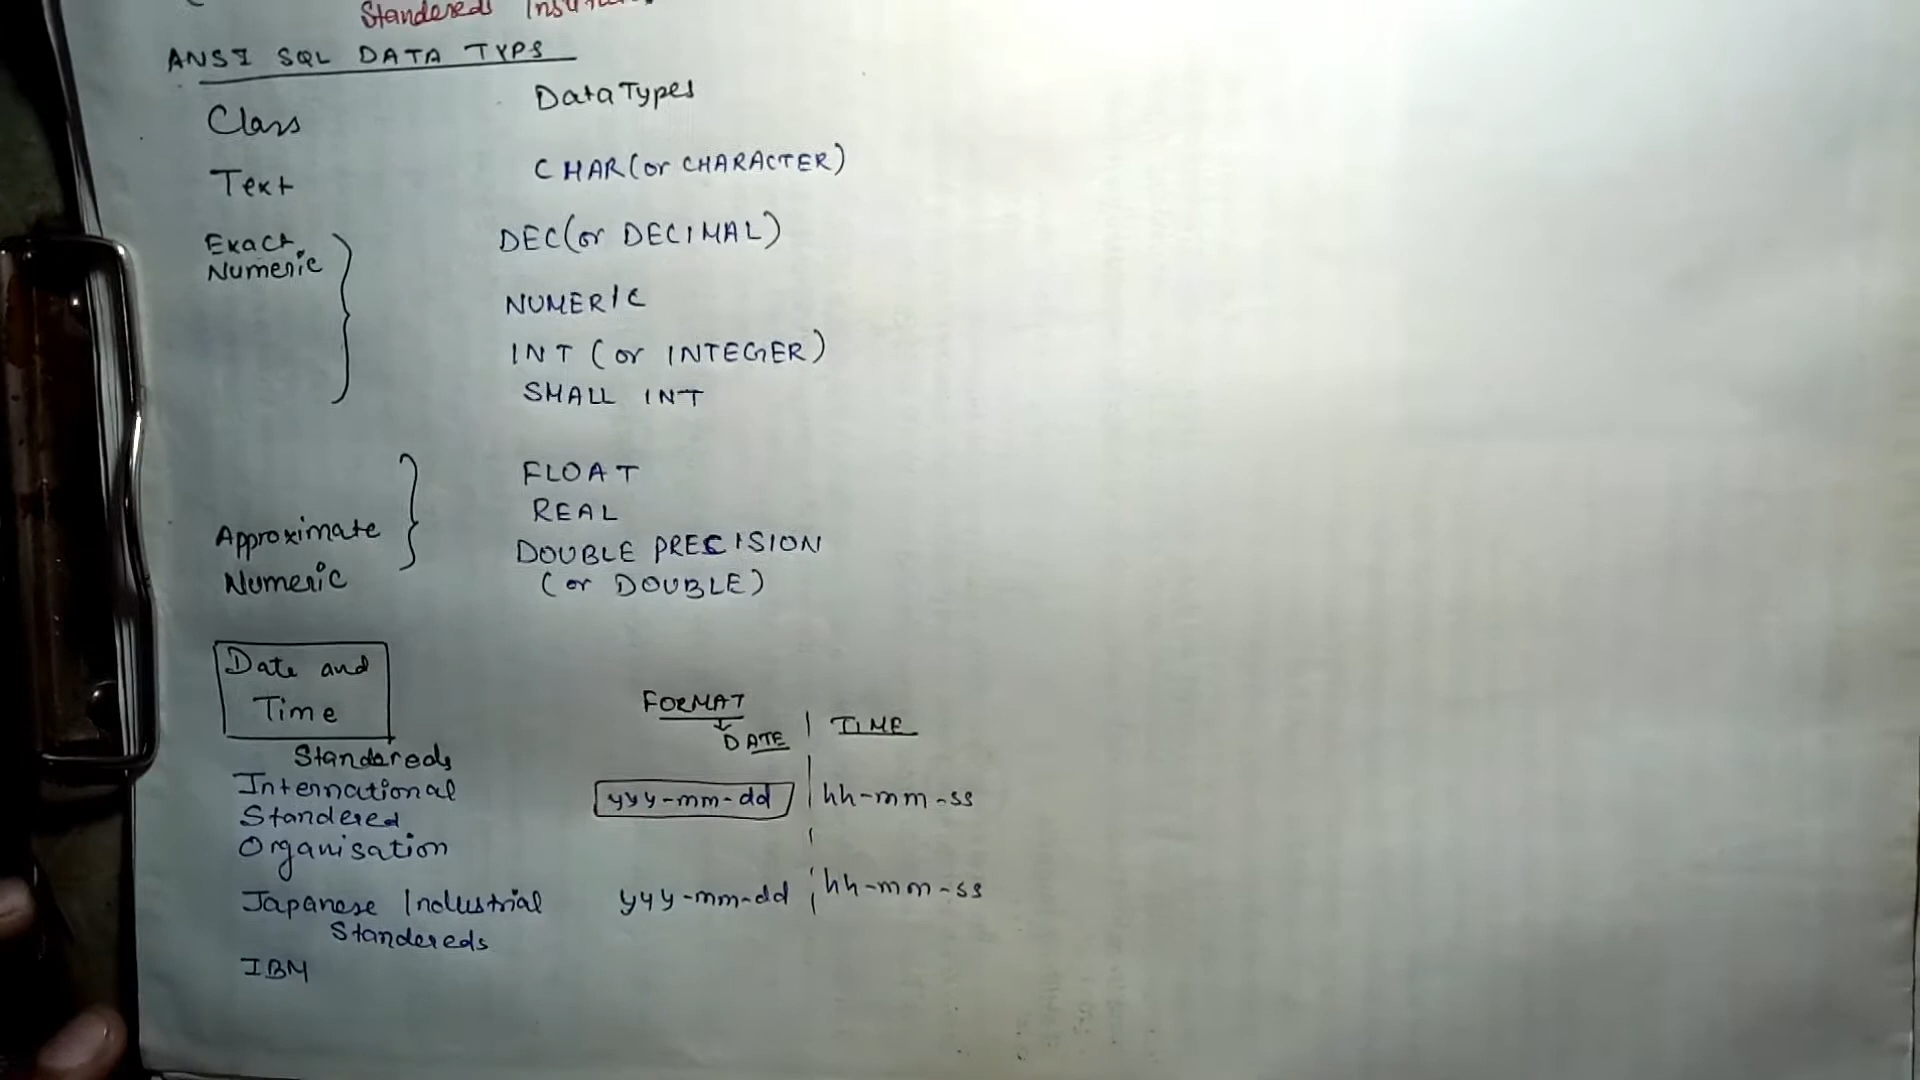 Standereds
ANSI SQL DATA TYPS
Class DataTypes
Text CHAR (or CHARACTER)
Exact
Numeric
DEC (or DECIMAL)
NUMERIC
INT (or INTEGER)
SMALL INT
FLOAT
REAL
Approximate
Numeric
DOUBLE PRECISION
(or DOUBLE)
Date and
Time
FORMAT
DATE | TIME
Standereds
International
Standered
Organisation
yyy-mm-dd | hh-mm-ss
Japanese Industrial
Standereds
yyy-mm-dd | hh-mm-ss
IBM